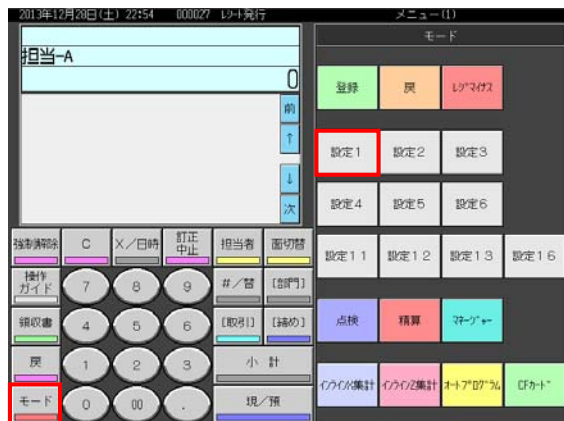 2013年12月28日(土) 22:54 000027 ﾚｼｰﾄ発行 メニュー(1)
モード
担当-A
0
前
↑
↓
次
登録 戻 ﾚｼﾞﾏｲﾅｽ
設定1 設定2 設定3
設定4 設定5 設定6
設定11 設定12 設定13 設定16
点検 精算 ﾏﾈｰｼﾞｬｰ
ｲﾝﾗｲﾝX集計 ｲﾝﾗｲﾝZ集計 ｵｰﾄﾌﾟﾛｸﾞﾗﾑ CFｶｰﾄﾞ
強制解除 C X／日時 訂正中止 担当者 面切替
操作ガイド 7 8 9 #／替 [部門]
領収書 4 5 6 [取引] [締め]
戻 1 2 3 小 計
モード 0 00 . 現／預